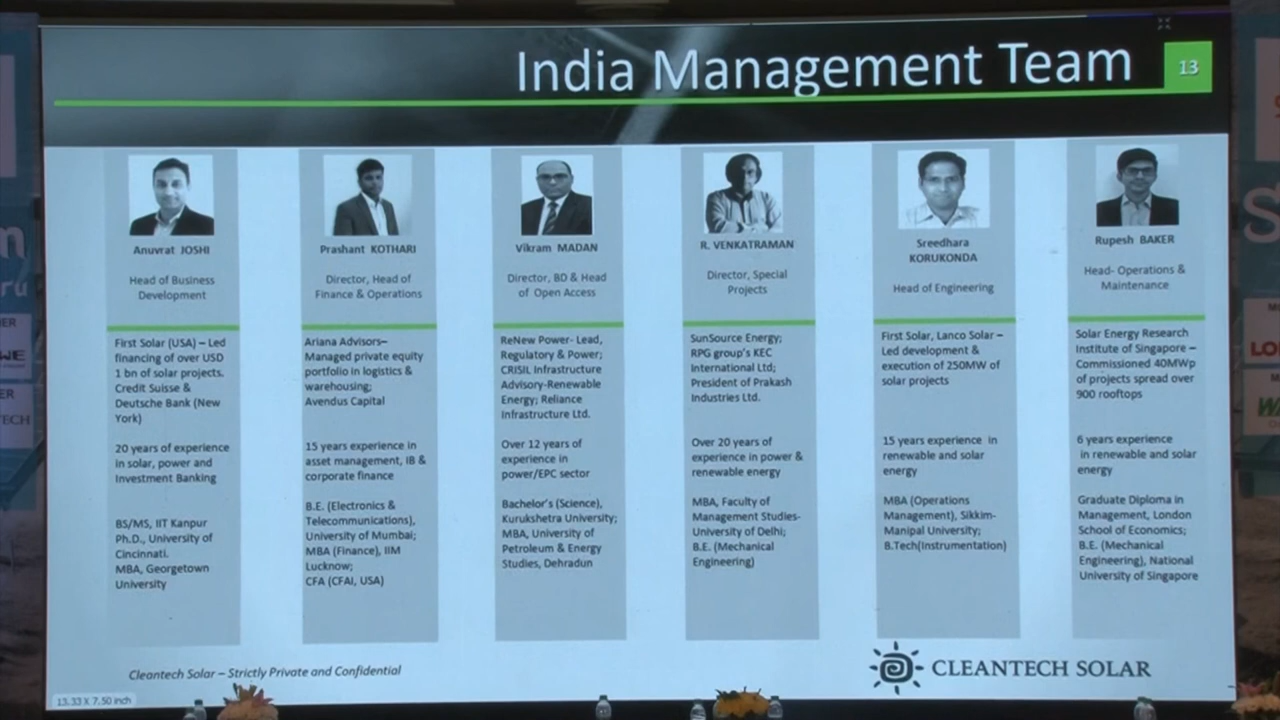 India Management Team
13
Anuvrat JOSHI
Head of Business
Development
First Solar (USA) – Led
financing of over USD
1 bn of solar projects.
Credit Suisse &
Deutsche Bank (New
York)
20 years of experience
in solar, power and
Investment Banking
BS/MS, IIT Kanpur
Ph.D., University of
Cincinnati.
MBA, Georgetown
University
Prashant KOTHARI
Director, Head of
Finance & Operations
Ariana Advisors–
Managed private equity
portfolio in logistics &
warehousing;
Avendus Capital
15 years experience in
asset management, IB &
corporate finance
B.E. (Electronics &
Telecommunications),
University of Mumbai;
MBA (Finance), IIM
Lucknow;
CFA (CFAI, USA)
Vikram MADAN
Director, BD & Head
of Open Access
ReNew Power- Lead,
Regulatory & Power;
CRISIL Infrastructure
Advisory-Renewable
Energy; Reliance
Infrastructure Ltd.
Over 12 years of
experience in
power/EPC sector
Bachelor's (Science),
Kurukshetra University;
MBA, University of
Petroleum & Energy
Studies, Dehradun
R. VENKATRAMAN
Director, Special
Projects
SunSource Energy;
RPG group's KEC
International Ltd;
President of Prakash
Industries Ltd.
Over 20 years of
experience in power &
renewable energy
MBA, Faculty of
Management Studies-
University of Delhi;
B.E. (Mechanical
Engineering)
Sreedhara
KORUKONDA
Head of Engineering
First Solar, Lanco Solar –
Led development &
execution of 250MW of
solar projects
15 years experience in
renewable and solar
energy
MBA (Operations
Management), Sikkim-
Manipal University;
B.Tech(Instrumentation)
Rupesh BAKER
Head- Operations &
Maintenance
Solar Energy Research
Institute of Singapore –
Commissioned 40MWp
of projects spread over
900 rooftops
6 years experience
in renewable and solar
energy
Graduate Diploma in
Management, London
School of Economics;
B.E. (Mechanical
Engineering), National
University of Singapore
Cleantech Solar – Strictly Private and Confidential
CLEANTECH SOLAR
13.33 X 7.50 inch